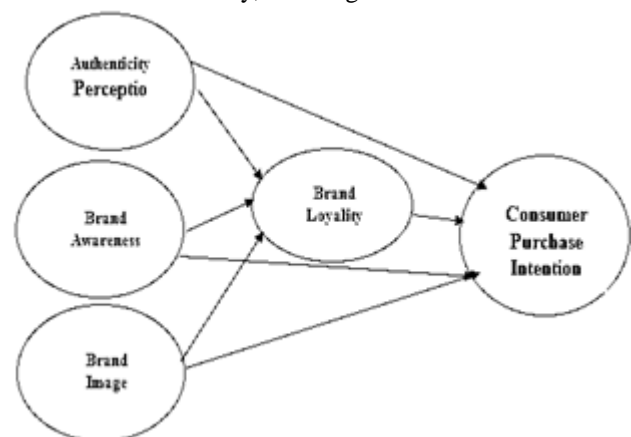 Authenticity
Perceptio
Brand
Loyality
Brand
Awareness
Consumer
Purchase
Intention
Brand
Image